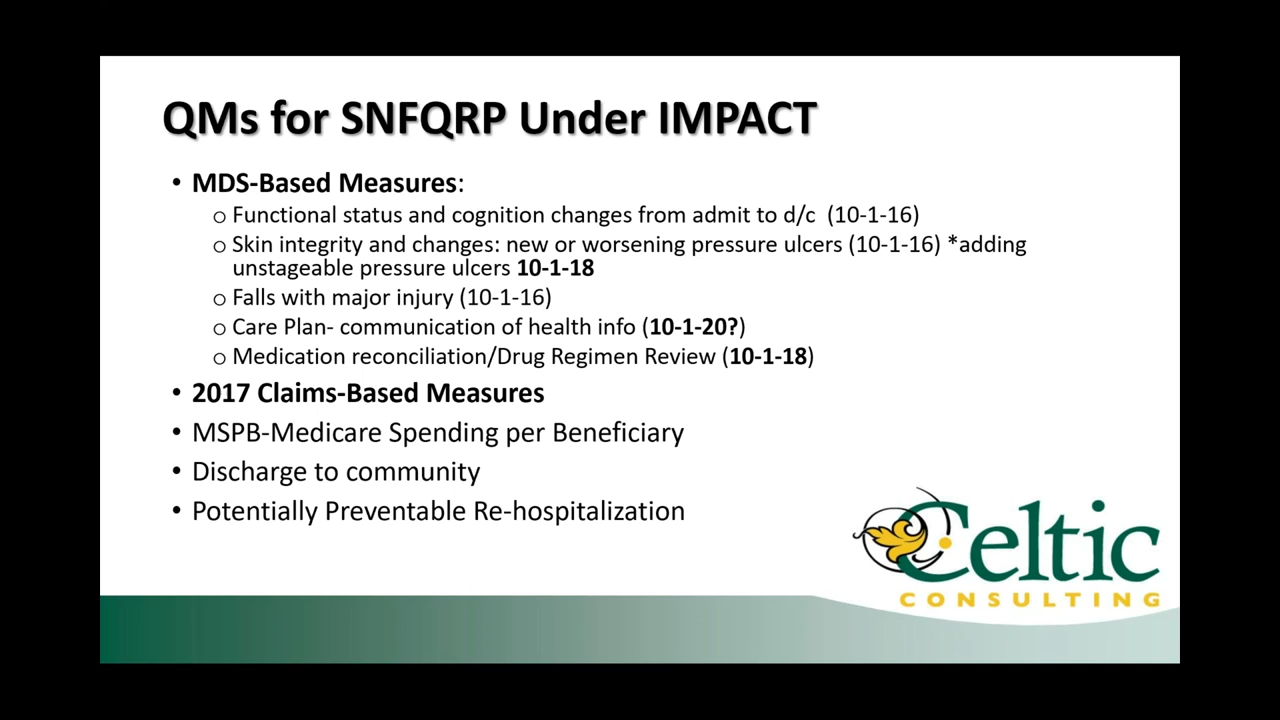 QMs for SNFQRP Under IMPACT
• MDS-Based Measures:
o Functional status and cognition changes from admit to d/c (10-1-16)
o Skin integrity and changes: new or worsening pressure ulcers (10-1-16) *adding
unstageable pressure ulcers 10-1-18
o Falls with major injury (10-1-16)
o Care Plan- communication of health info (10-1-20?)
o Medication reconciliation/Drug Regimen Review (10-1-18)
• 2017 Claims-Based Measures
• MSPB-Medicare Spending per Beneficiary
• Discharge to community
• Potentially Preventable Re-hospitalization
Celtic
CONSULTING